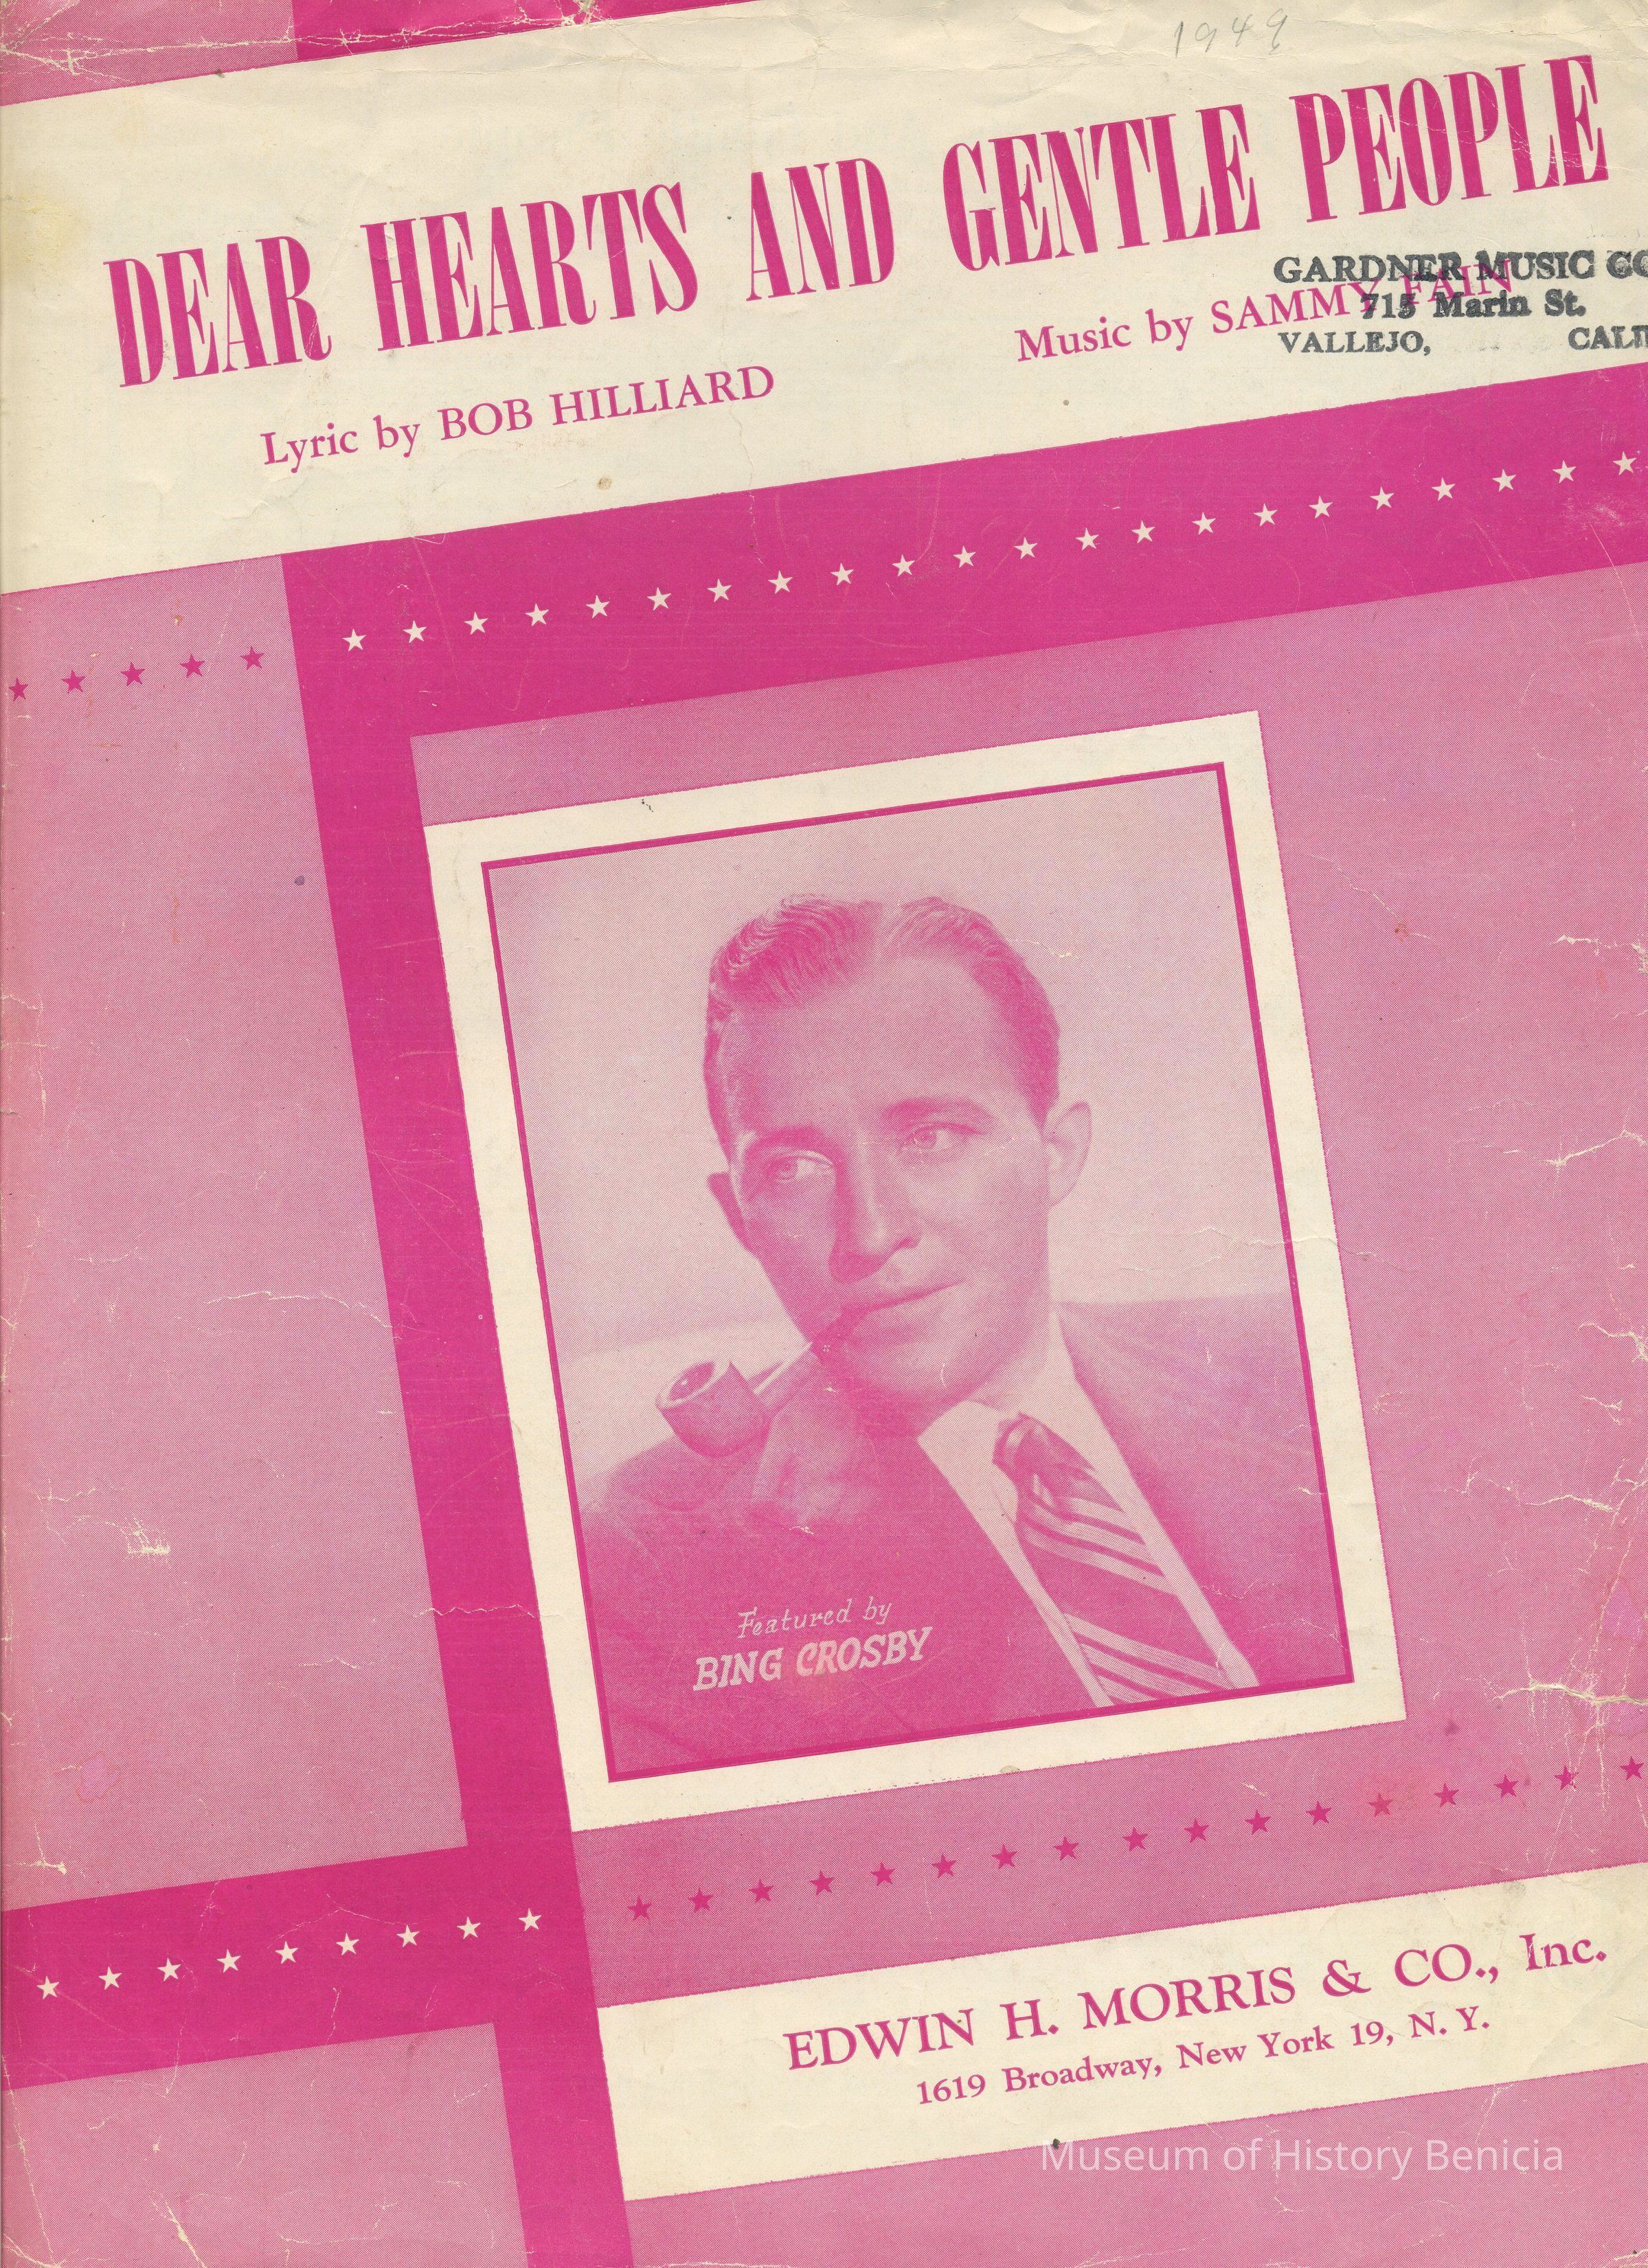 1949
DEAR HEARTS AND GENTLE PEOPLE
Lyric by BOB HILLIARD
Music by SAMMY FAIN
GARDNER MUSIC CO
715 Marin St.
VALLEJO, CALIF
Featured by
BING CROSBY
EDWIN H. MORRIS & CO., Inc.
1619 Broadway, New York 19, N. Y.
Museum of History Benicia